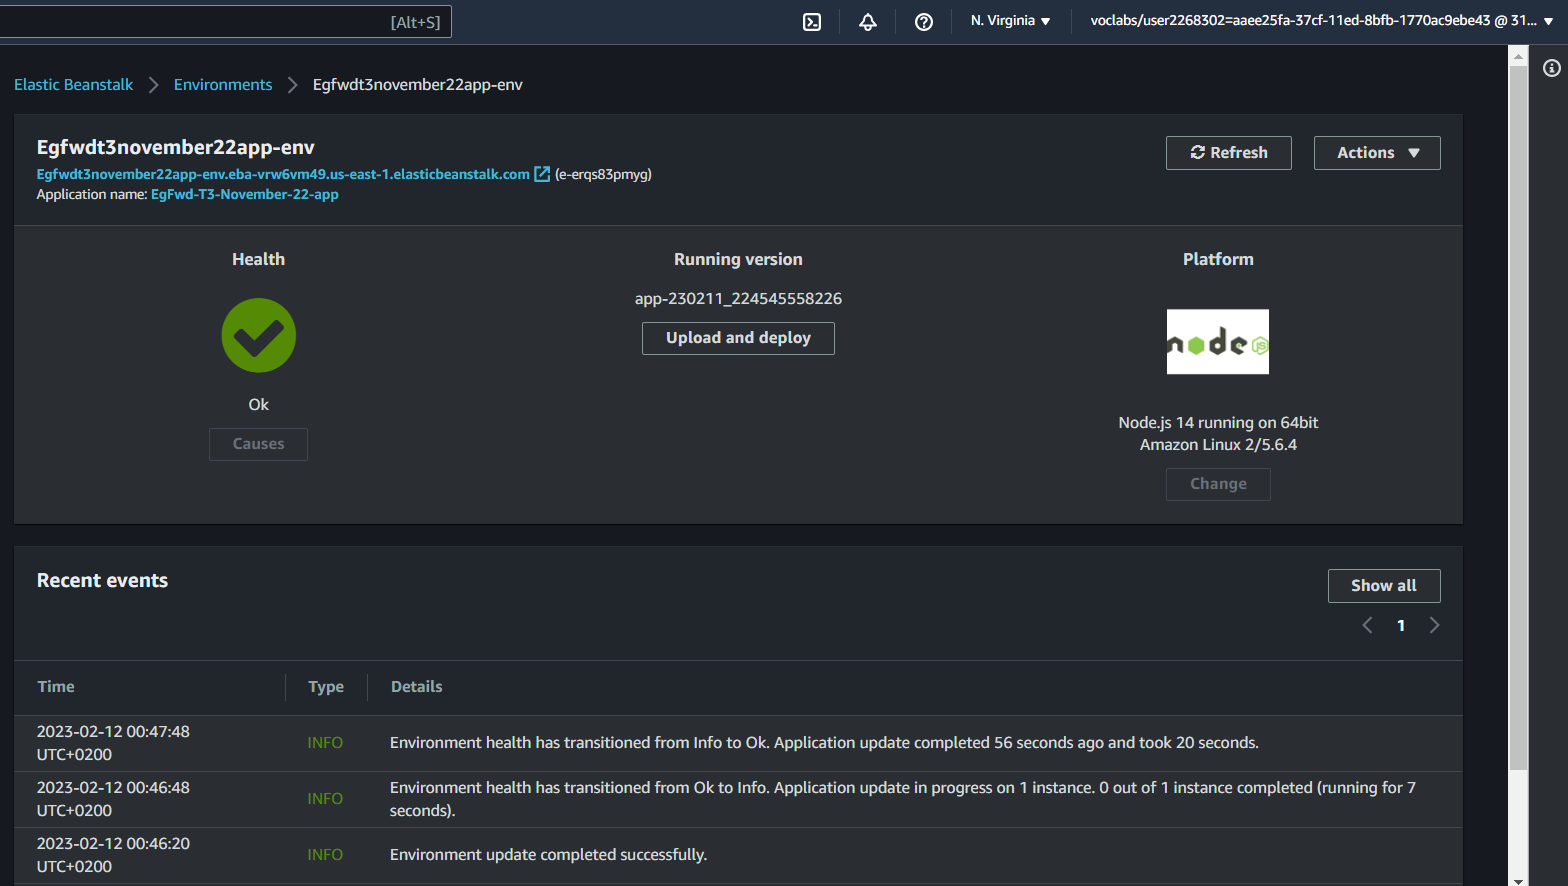 [Alt+S]
N. Virginia
voclabs/user2268302=aaee25fa-37cf-11ed-8bfb-1770ac9ebe43 @ 31...
Elastic Beanstalk
Environments
Egfwdt3november22app-env
Egfwdt3november22app-env
Egfwdt3november22app-env.eba-vrw6vm49.us-east-1.elasticbeanstalk.com (e-erqs83pmyg)
Application name: EgFwd-T3-November-22-app
Refresh
Actions
Health
Ok
Causes
Running version
app-230211_224545558226
Upload and deploy
Platform
node
JS
Node.js 14 running on 64bit
Amazon Linux 2/5.6.4
Change
Recent events
Show all
1
Time Type Details
2023-02-12 00:47:48
UTC+0200
INFO
Environment health has transitioned from Info to Ok. Application update completed 56 seconds ago and took 20 seconds.
2023-02-12 00:46:48
UTC+0200
INFO
Environment health has transitioned from Ok to Info. Application update in progress on 1 instance. 0 out of 1 instance completed (running for 7
seconds).
2023-02-12 00:46:20
UTC+0200
INFO
Environment update completed successfully.